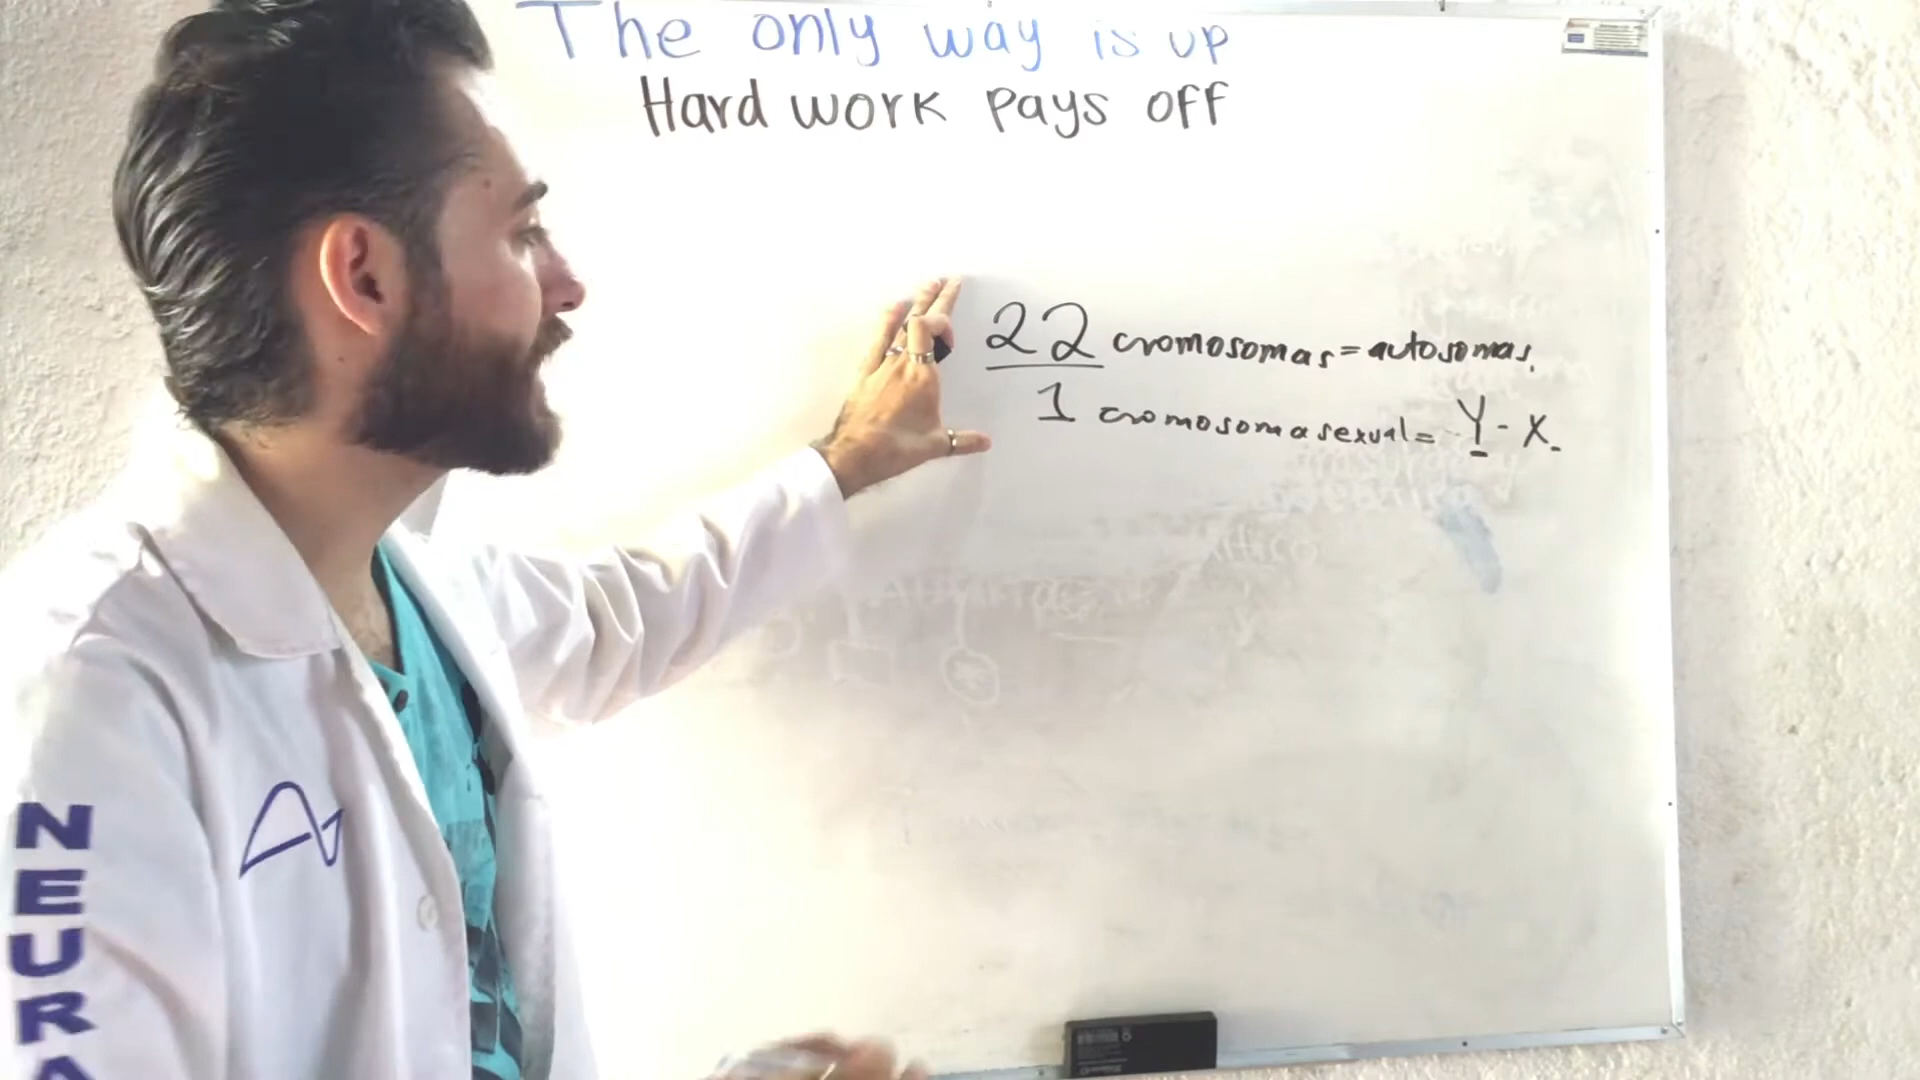 The only way is up
Hard work pays off
22 cromosomas = autosomas.
1 cromosoma sexual = Y - X.
NEURA